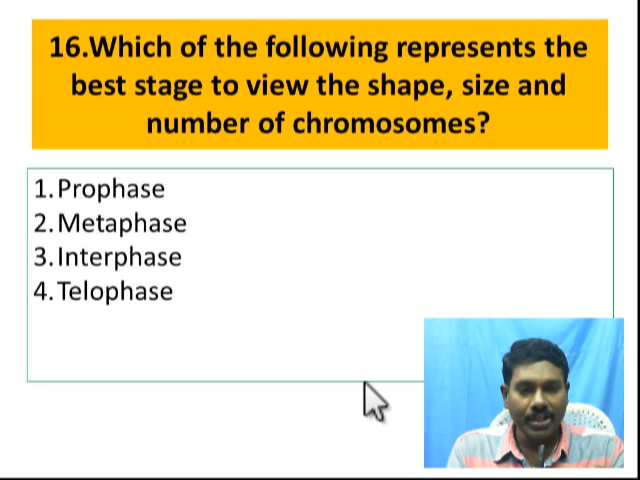 16.Which of the following represents the
best stage to view the shape, size and
number of chromosomes?
1.Prophase
2.Metaphase
3.Interphase
4.Telophase